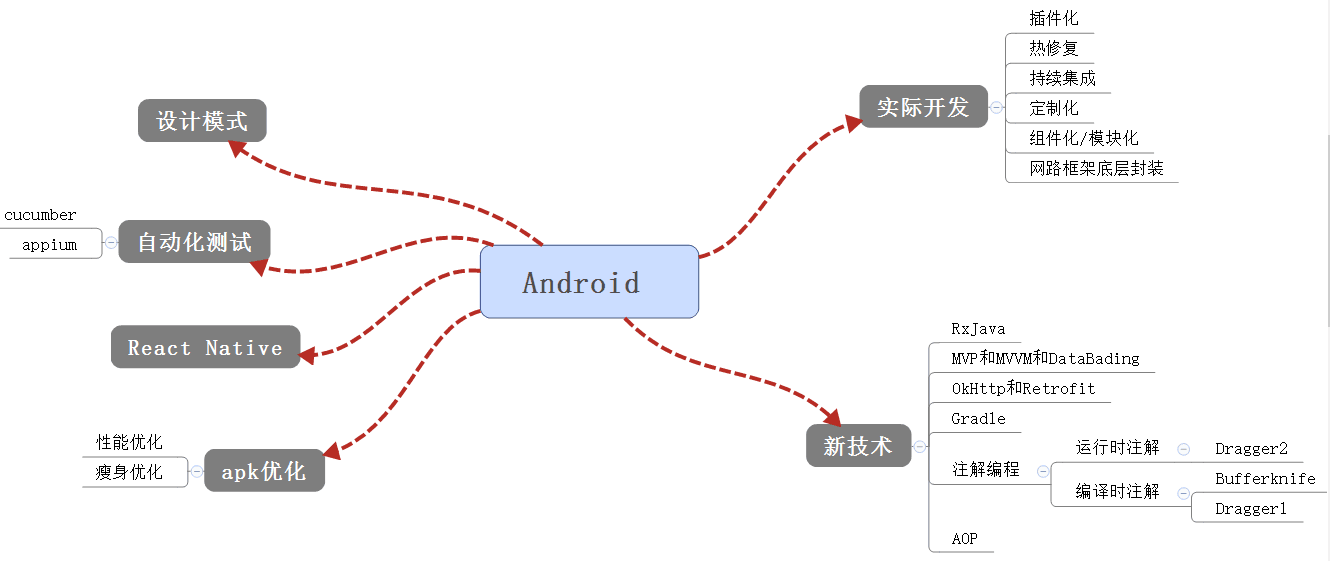 Android
设计模式
自动化测试
cucumber
appium
React Native
apk优化
性能优化
瘦身优化
实际开发
插件化
热修复
持续集成
定制化
组件化/模块化
网路框架底层封装
新技术
RxJava
MVP和MVVM和DataBading
OkHttp和Retrofit
Gradle
注解编程
运行时注解
Dragger2
编译时注解
Bufferknife
Dragger1
AOP